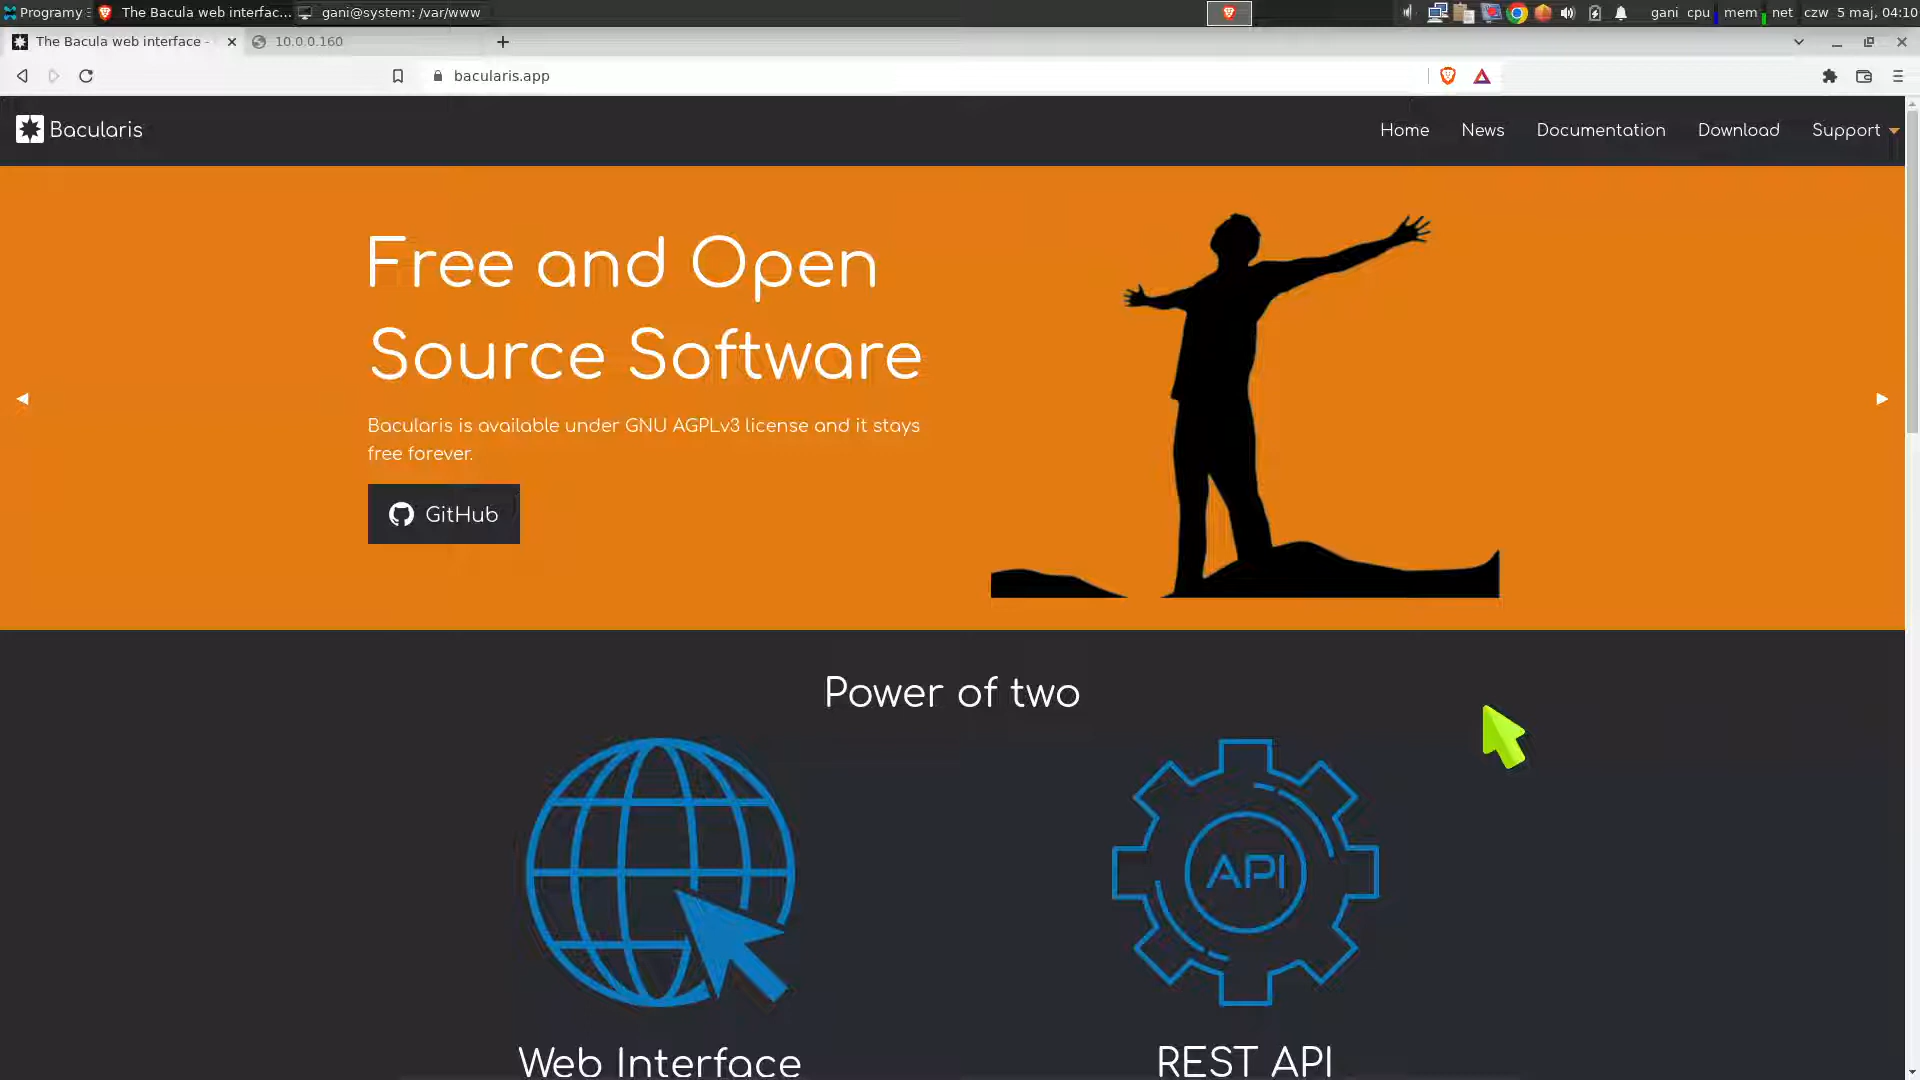 Programy The Bacula web interfac... gani@system: /var/www gani cpu mem net czw 5 maj, 04:10
The Bacula web interface - 10.0.0.160
bacularis.app
Bacularis Home News Documentation Download Support
Free and Open
Source Software
Bacularis is available under GNU AGPLv3 license and it stays
free forever.
GitHub
Power of two
API
Web Interface REST API